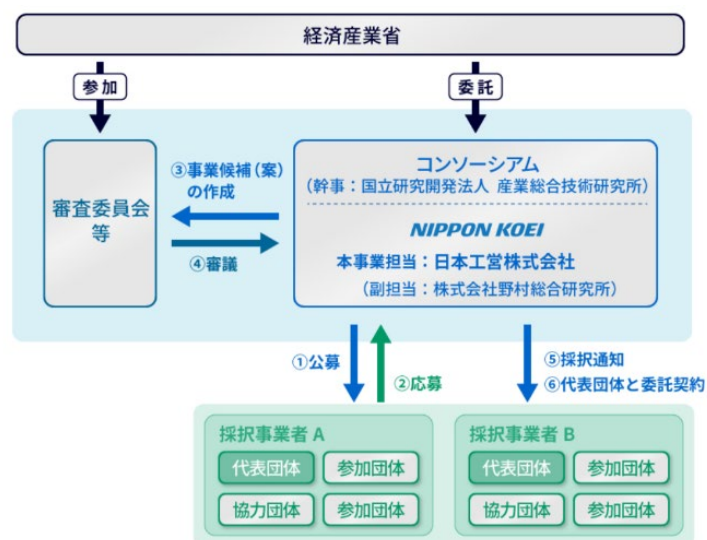 経済産業省
参加
委託
審査委員会
等
③事業候補（案）
の作成
④審議
コンソーシアム
（幹事：国立研究開発法人 産業総合技術研究所）
NIPPON KOEI
本事業担当：日本工営株式会社
（副担当：株式会社野村総合研究所）
①公募
②応募
⑤採択通知
⑥代表団体と委託契約
採択事業者 A
代表団体
参加団体
協力団体
参加団体
採択事業者 B
代表団体
参加団体
協力団体
参加団体